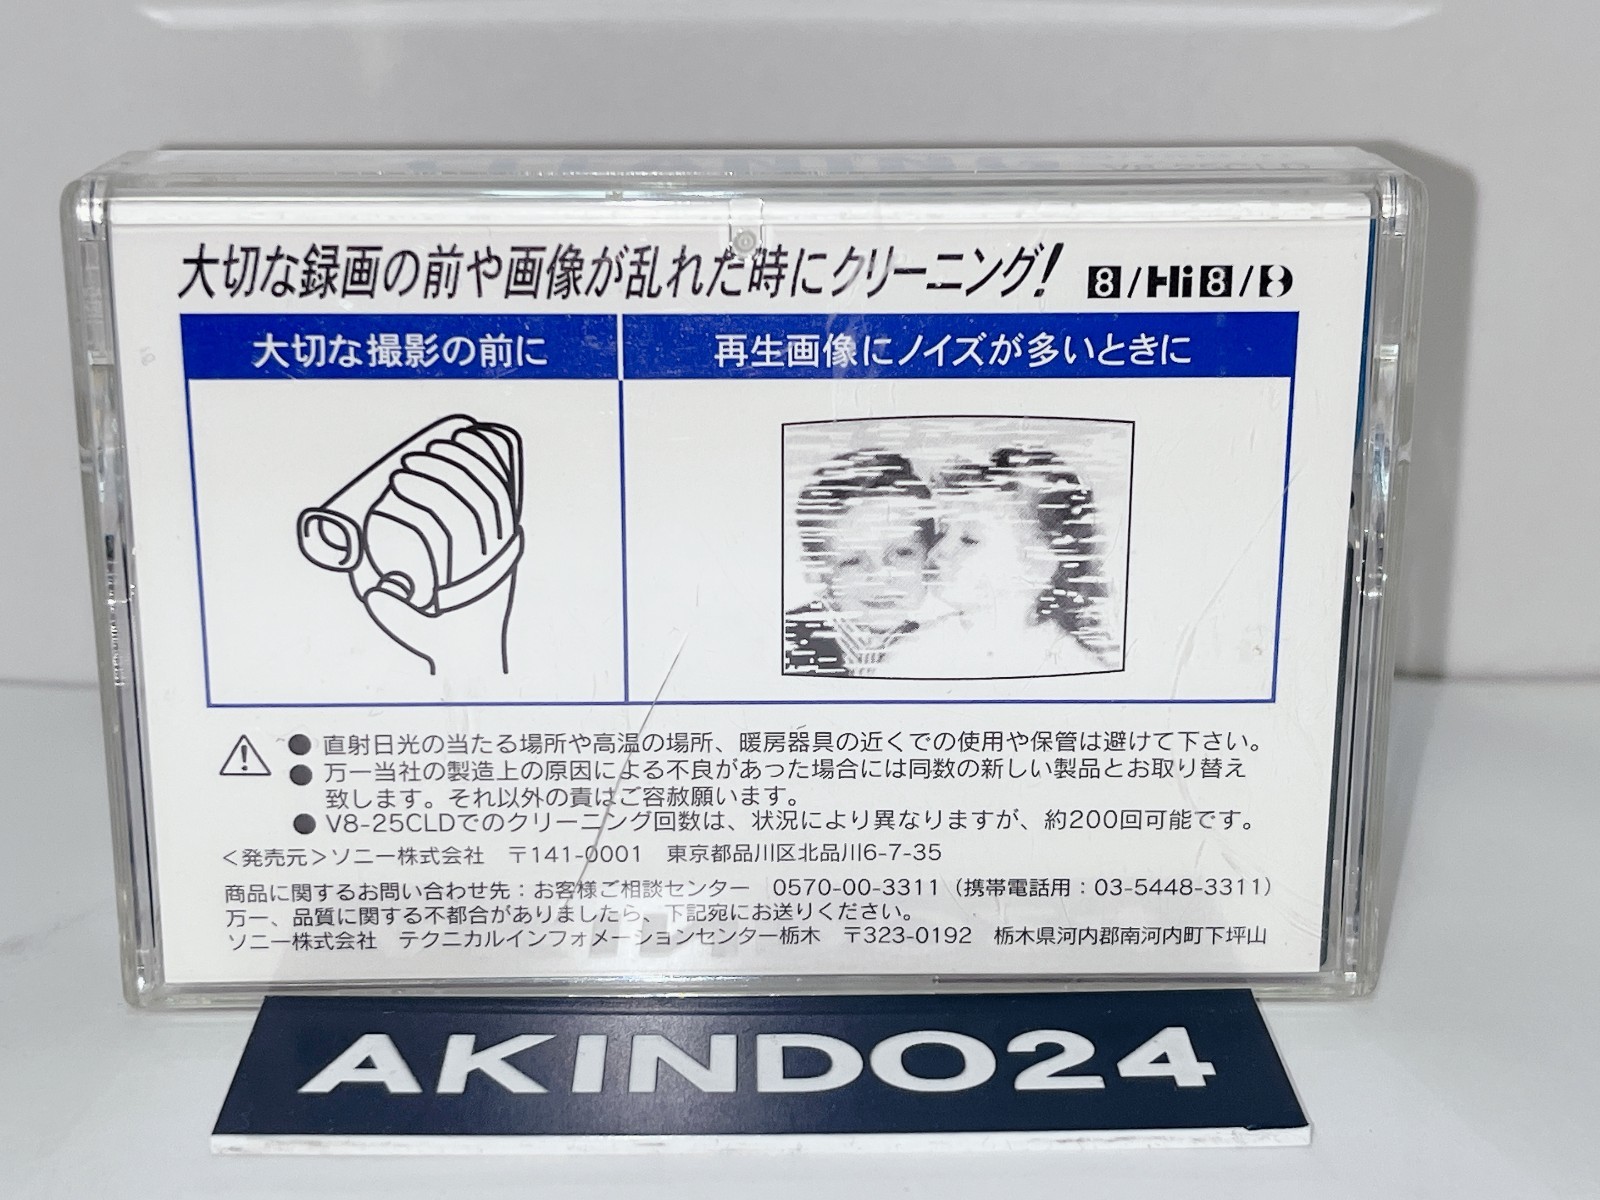 V8-25CLD
大切な録画の前や画像が乱れた時にクリーニング! 8/Hi8/8
大切な撮影の前に
再生画像にノイズが多いときに
● 直射日光の当たる場所や高温の場所、暖房器具の近くでの使用や保管は避けて下さい。
● 万一当社の製造上の原因による不良があった場合には同数の新しい製品とお取り替え
致します。それ以外の責はご容赦願います。
● V8-25CLDでのクリーニング回数は、状況により異なりますが、約200回可能です。
<発売元>ソニー株式会社 〒141-0001 東京都品川区北品川6-7-35
商品に関するお問い合わせ先：お客様ご相談センター 0570-00-3311（携帯電話用：03-5448-3311）
万一、品質に関する不都合がありましたら、下記宛にお送りください。
ソニー株式会社 テクニカルインフォメーションセンター栃木 〒323-0192 栃木県河内郡南河内町下坪山
AKINDO24